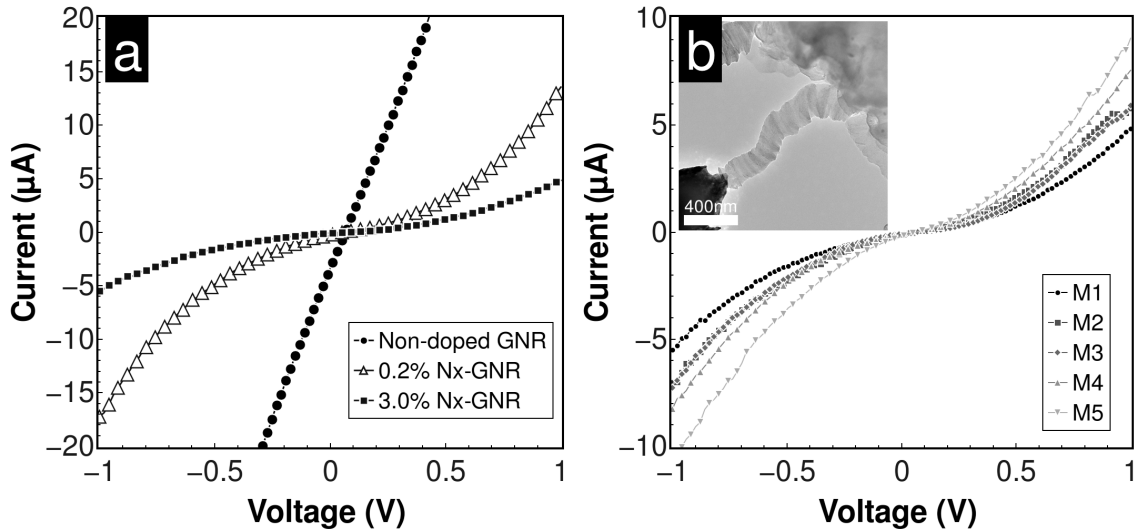 a
20
15
10
5
0
−5
−10
−15
−20
Current (µA)
−1
−0.5
0
0.5
1
Voltage (V)
Non-doped GNR
0.2% Nx-GNR
3.0% Nx-GNR
b
10
5
0
−5
−10
Current (µA)
−1
−0.5
0
0.5
1
Voltage (V)
400nm
M1
M2
M3
M4
M5